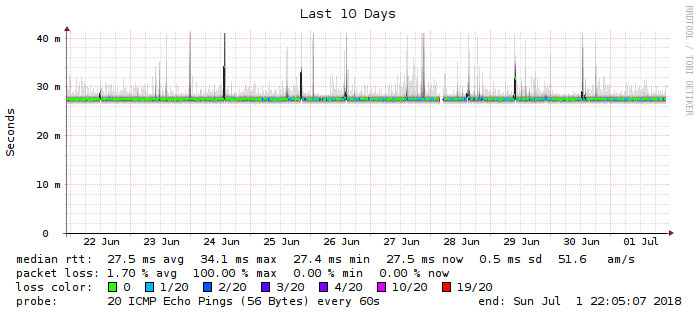 Last 10 Days
RRDTOOL / TOBI OETIKER
Seconds
40 m
30 m
20 m
10 m
0
22 Jun 23 Jun 24 Jun 25 Jun 26 Jun 27 Jun 28 Jun 29 Jun 30 Jun 01 Jul
median rtt: 27.5 ms avg 34.1 ms max 27.4 ms min 27.5 ms now 0.5 ms sd 51.6 am/s
packet loss: 1.70 % avg 100.00 % max 0.00 % min 0.00 % now
loss color: 0 1/20 2/20 3/20 4/20 10/20 19/20
probe: 20 ICMP Echo Pings (56 Bytes) every 60s end: Sun Jul 1 22:05:07 2018